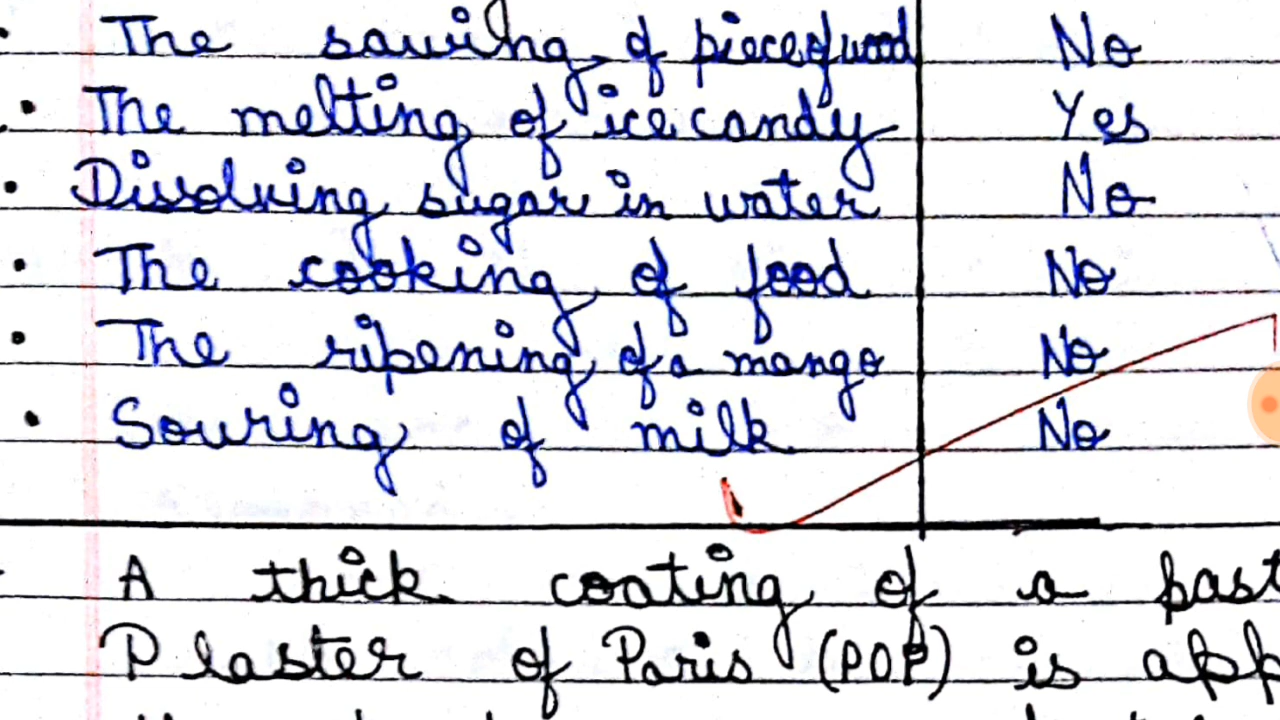 The sawing of piece of wood No
The melting of ice candy Yes
Dissolving sugar in water No
The cooking of food No
The ripening of a mango No
Souring of milk No
A thick coating of a past
Plaster of Paris (POP) is app